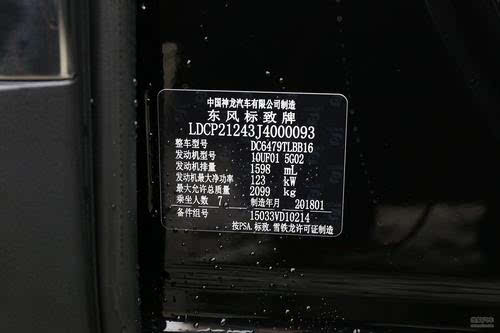 中国神龙汽车有限公司制造
东风标致牌
LDCP21243J4000093
整车型号 DC6479TLBB16
发动机型号 10UF01 5G02
发动机排量 1598 mL
发动机最大净功率 123 kW
最大允许总质量 2099 kg
乘坐人数 7 制造年月 201801
备件组号 15033VD10214
按PSA.标致.雪铁龙许可证制造